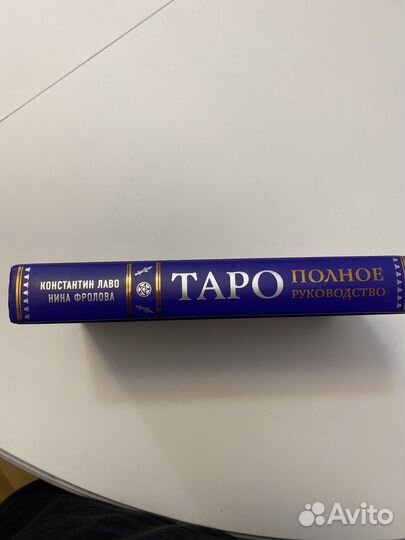 КОНСТАНТИН ЛАВО
НИНА ФРОЛОВА
ТАРО
ПОЛНОЕ
РУКОВОДСТВО
Avito